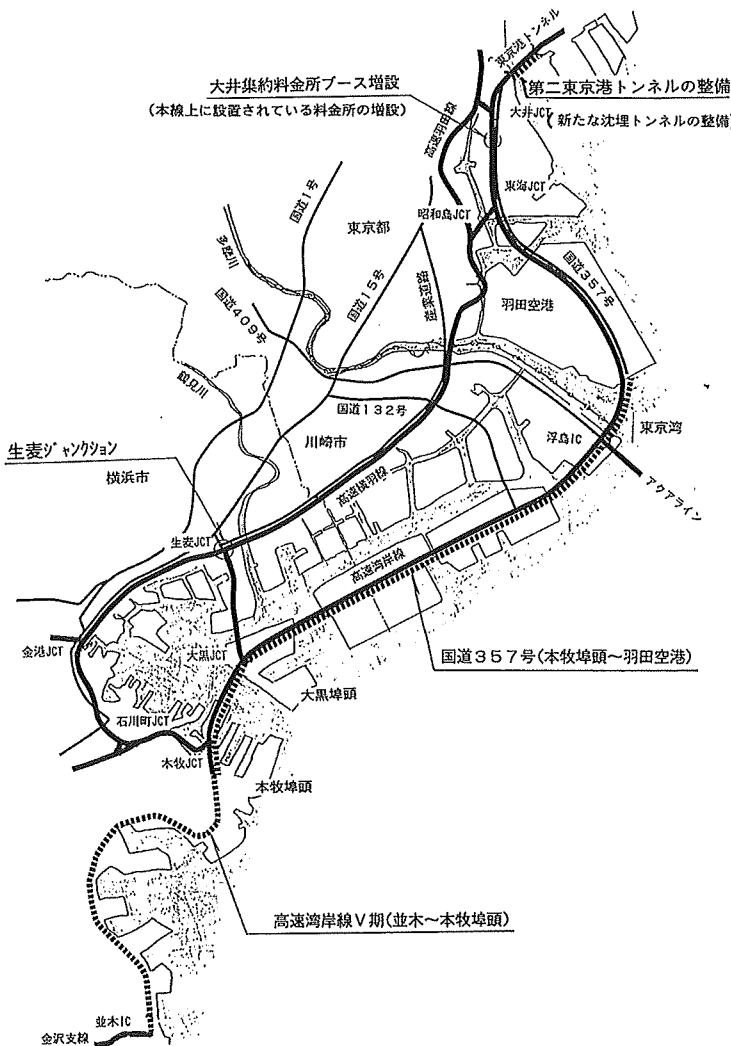 東京港トンネル
大井集約料金所ブース増設
(本線上に設置されている料金所の増設)
第二東京港トンネルの整備
大井JCT
(新たな沈埋トンネルの整備)
高速羽田線
東海JCT
昭和島JCT
国道1号
東京都
多摩川
国道15号
産業道路
国道357号
羽田空港
国道409号
鶴見川
国道132号
東京湾
川崎市
浮島IC
生麦ジャンクション
横浜市
高速横羽線
アクアライン
生麦JCT
高速湾岸線
金港JCT
大黒JCT
国道357号(本牧埠頭~羽田空港)
大黒埠頭
石川町JCT
本牧JCT
本牧埠頭
高速湾岸線Ⅴ期(並木~本牧埠頭)
並木IC
金沢支線